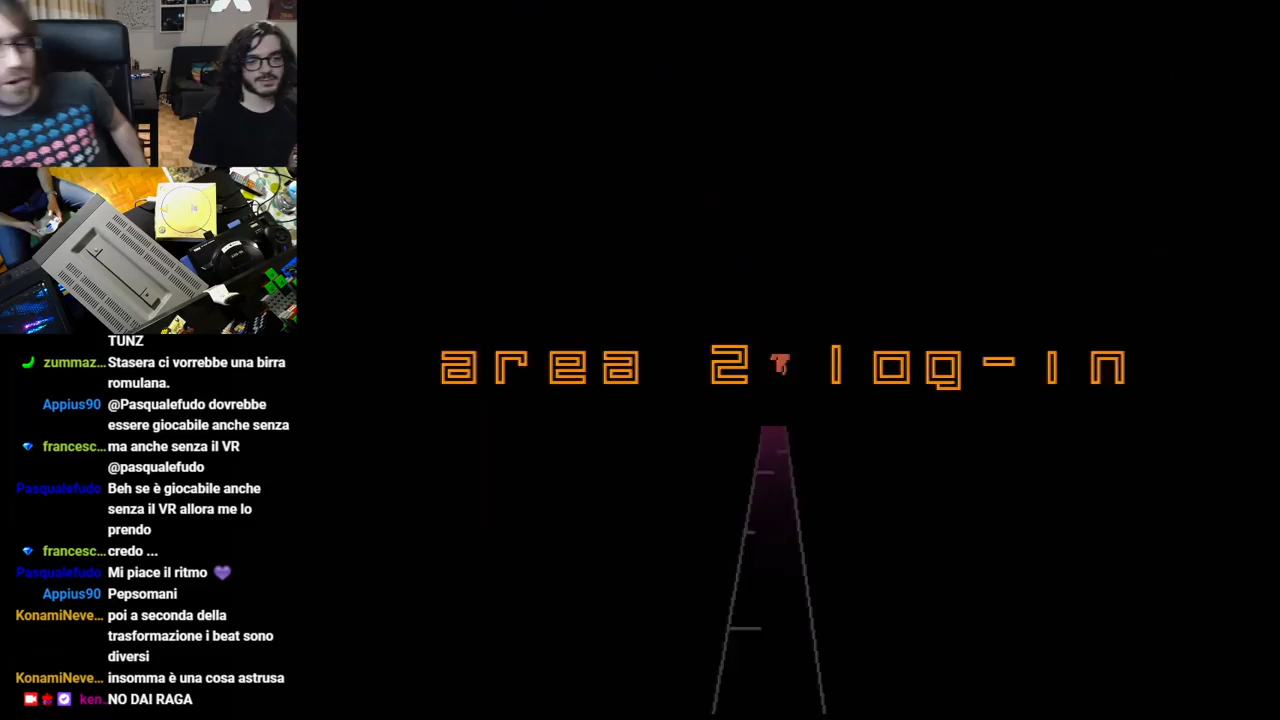 TUNZ
zummaz... Stasera ci vorrebbe una birra
romulana.
Appius90 @Pasqualefudo dovrebbe
essere giocabile anche senza
francesc... ma anche senza il VR
@pasqualefudo
Pasqualefudo Beh se è giocabile anche
senza il VR allora me lo
prendo
francesc... credo ...
Pasqualefudo Mi piace il ritmo
Appius90 Pepsomani
KonamiNeve... poi a seconda della
trasformazione i beat sono
diversi
KonamiNeve... insomma è una cosa astrusa
ken... NO DAI RAGA
area 2 log-in